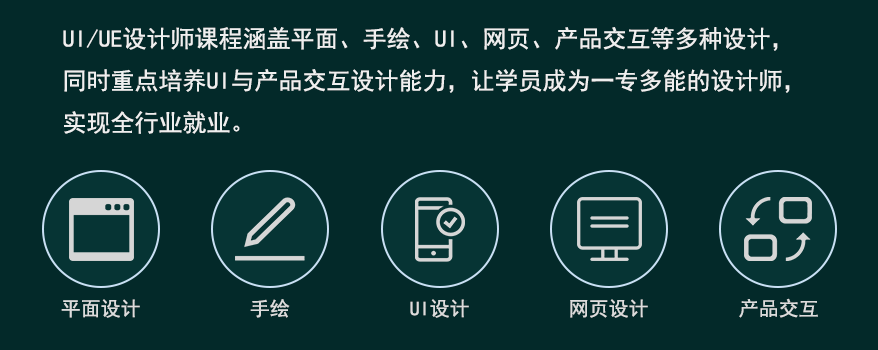 UI/UE设计师课程涵盖平面、手绘、UI、网页、产品交互等多种设计，
同时重点培养UI与产品交互设计能力，让学员成为一专多能的设计师，
实现全行业就业。
平面设计
手绘
UI设计
网页设计
产品交互